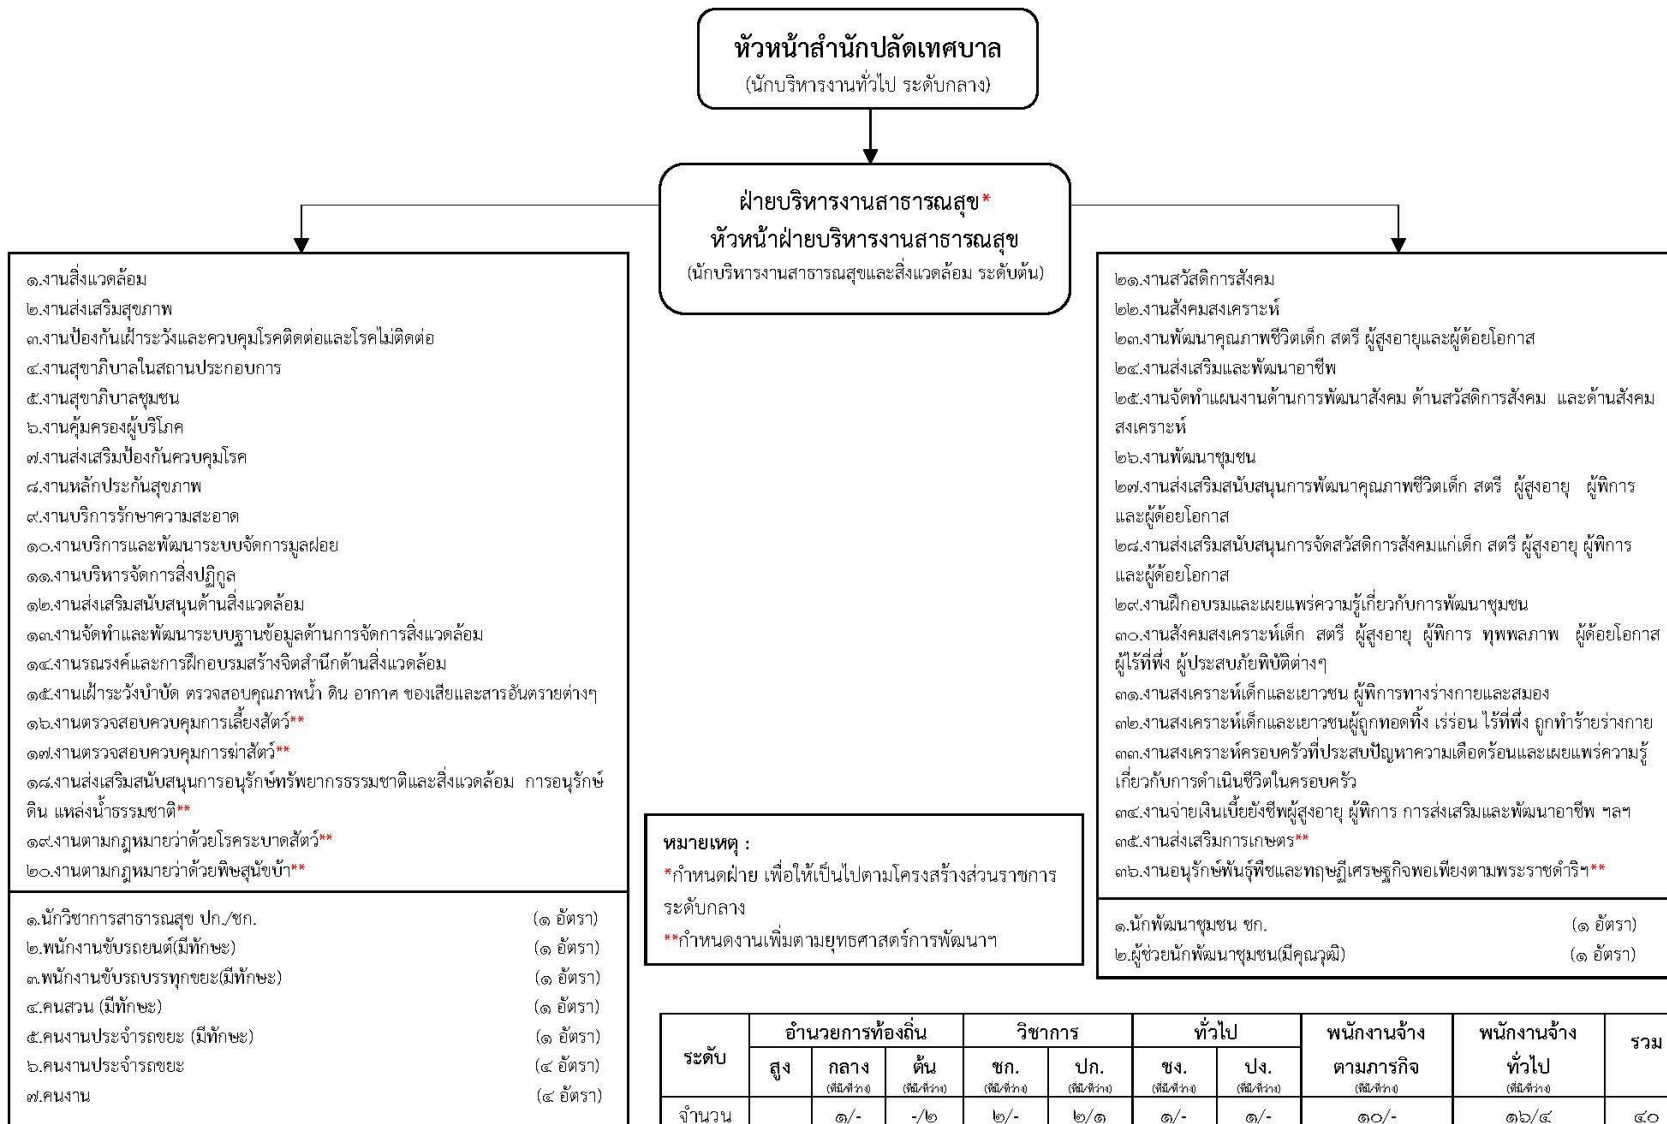 หัวหน้าสำนักปลัดเทศบาล
(นักบริหารงานทั่วไป ระดับกลาง)
ฝ่ายบริหารงานสาธารณสุข*
หัวหน้าฝ่ายบริหารงานสาธารณสุข
(นักบริหารงานสาธารณสุขและสิ่งแวดล้อม ระดับต้น)
๑.งานสิ่งแวดล้อม
๒.งานส่งเสริมสุขภาพ
๓.งานป้องกันเฝ้าระวังและควบคุมโรคติดต่อและโรคไม่ติดต่อ
๔.งานสุขาภิบาลในสถานประกอบการ
๕.งานสุขาภิบาลชุมชน
๖.งานคุ้มครองผู้บริโภค
๗.งานส่งเสริมป้องกันควบคุมโรค
๘.งานหลักประกันสุขภาพ
๙.งานบริการรักษาความสะอาด
๑๐.งานบริการและพัฒนาระบบจัดการมูลฝอย
๑๑.งานบริหารจัดการสิ่งปฏิกูล
๑๒.งานส่งเสริมสนับสนุนด้านสิ่งแวดล้อม
๑๓.งานจัดทำและพัฒนาระบบฐานข้อมูลด้านการจัดการสิ่งแวดล้อม
๑๔.งานรณรงค์และการฝึกอบรมสร้างจิตสำนึกด้านสิ่งแวดล้อม
๑๕.งานเฝ้าระวังบำบัด ตรวจสอบคุณภาพน้ำ ดิน อากาศ ของเสียและสารอันตรายต่างๆ
๑๖.งานตรวจสอบควบคุมการเลี้ยงสัตว์**
๑๗.งานตรวจสอบควบคุมการฆ่าสัตว์**
๑๘.งานส่งเสริมสนับสนุนการอนุรักษ์ทรัพยากรธรรมชาติและสิ่งแวดล้อม การอนุรักษ์
ดิน แหล่งน้ำธรรมชาติ**
๑๙.งานตามกฎหมายว่าด้วยโรคระบาดสัตว์**
๒๐.งานตามกฎหมายว่าด้วยพิษสุนัขบ้า**
๑.นักวิชาการสาธารณสุข ปก./ชก. (๑ อัตรา)
๒.พนักงานขับรถยนต์(มีทักษะ) (๑ อัตรา)
๓.พนักงานขับรถบรรทุกขยะ(มีทักษะ) (๑ อัตรา)
๔.คนสวน (มีทักษะ) (๑ อัตรา)
๕.คนงานประจำรถขยะ (มีทักษะ) (๑ อัตรา)
๖.คนงานประจำรถขยะ (๔ อัตรา)
๗.คนงาน (๔ อัตรา)
๒๑.งานสวัสดิการสังคม
๒๒.งานสังคมสงเคราะห์
๒๓.งานพัฒนาคุณภาพชีวิตเด็ก สตรี ผู้สูงอายุและผู้ด้อยโอกาส
๒๔.งานส่งเสริมและพัฒนาอาชีพ
๒๕.งานจัดทำแผนงานด้านการพัฒนาสังคม ด้านสวัสดิการสังคม และด้านสังคม
สงเคราะห์
๒๖.งานพัฒนาชุมชน
๒๗.งานส่งเสริมสนับสนุนการพัฒนาคุณภาพชีวิตเด็ก สตรี ผู้สูงอายุ ผู้พิการ
และผู้ด้อยโอกาส
๒๘.งานส่งเสริมสนับสนุนการจัดสวัสดิการสังคมแก่เด็ก สตรี ผู้สูงอายุ ผู้พิการ
และผู้ด้อยโอกาส
๒๙.งานฝึกอบรมและเผยแพร่ความรู้เกี่ยวกับการพัฒนาชุมชน
๓๐.งานสังคมสงเคราะห์เด็ก สตรี ผู้สูงอายุ ผู้พิการ ทุพพลภาพ ผู้ด้อยโอกาส
ผู้ไร้ที่พึ่ง ผู้ประสบภัยพิบัติต่างๆ
๓๑.งานสงเคราะห์เด็กและเยาวชน ผู้พิการทางร่างกายและสมอง
๓๒.งานสงเคราะห์เด็กและเยาวชนผู้ถูกทอดทิ้ง เร่ร่อน ไร้ที่พึ่ง ถูกทำร้ายร่างกาย
๓๓.งานสงเคราะห์ครอบครัวที่ประสบปัญหาความเดือดร้อนและเผยแพร่ความรู้
เกี่ยวกับการดำเนินชีวิตในครอบครัว
๓๔.งานจ่ายเงินเบี้ยยังชีพผู้สูงอายุ ผู้พิการ การส่งเสริมและพัฒนาอาชีพ ฯลฯ
๓๕.งานส่งเสริมการเกษตร**
๓๖.งานอนุรักษ์พันธุ์พืชและทฤษฎีเศรษฐกิจพอเพียงตามพระราชดำริฯ**
๑.นักพัฒนาชุมชน ชก. (๑ อัตรา)
๒.ผู้ช่วยนักพัฒนาชุมชน(มีคุณวุฒิ) (๑ อัตรา)
หมายเหตุ :
*กำหนดฝ่าย เพื่อให้เป็นไปตามโครงสร้างส่วนราชการ
ระดับกลาง
**กำหนดงานเพิ่มตามยุทธศาสตร์การพัฒนาฯ
ระดับ อำนวยการท้องถิ่น วิชาการ ทั่วไป พนักงานจ้าง พนักงานจ้าง รวม
สูง กลาง ต้น ชก. ปก. ชง. ปง. ตามภารกิจ ทั่วไป
(ที่มี/ที่ว่าง) (ที่มี/ที่ว่าง) (ที่มี/ที่ว่าง) (ที่มี/ที่ว่าง) (ที่มี/ที่ว่าง) (ที่มี/ที่ว่าง) (ที่มี/ที่ว่าง) (ที่มี/ที่ว่าง)
จำนวน ๑/- -/๒ ๒/- ๒/๑ ๑/- ๑/- ๑๐/- ๑๖/๔ ๔๐